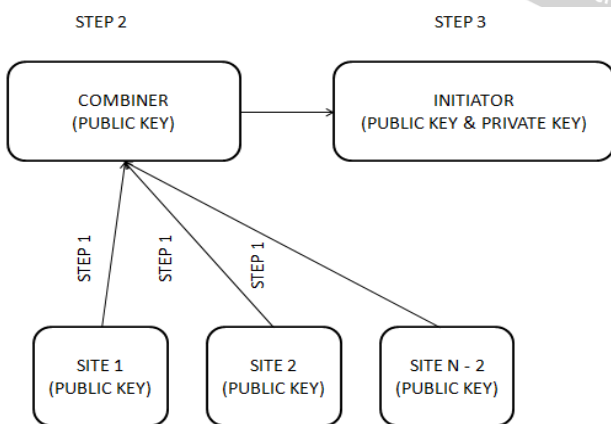 STEP 2
STEP 3
COMBINER
(PUBLIC KEY)
INITIATOR
(PUBLIC KEY & PRIVATE KEY)
STEP 1
STEP 1
STEP 1
SITE 1
(PUBLIC KEY)
SITE 2
(PUBLIC KEY)
SITE N - 2
(PUBLIC KEY)